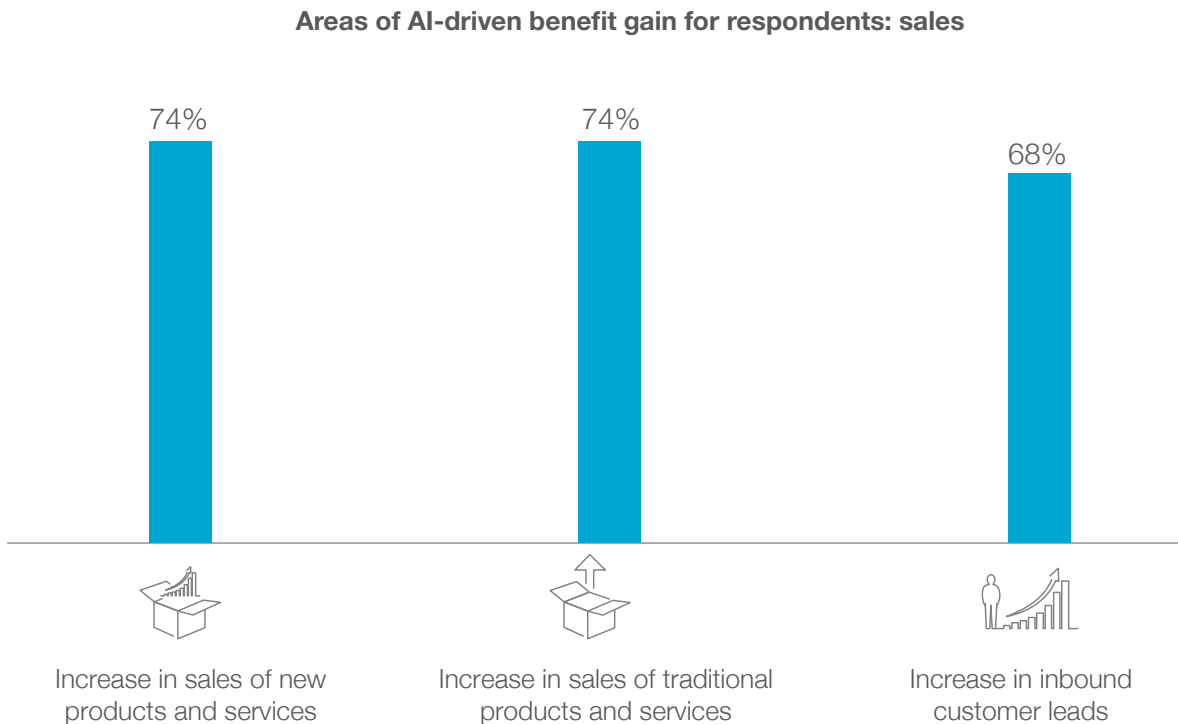 Areas of AI-driven benefit gain for respondents: sales
74%
74%
68%
Increase in sales of new
products and services
Increase in sales of traditional
products and services
Increase in inbound
customer leads